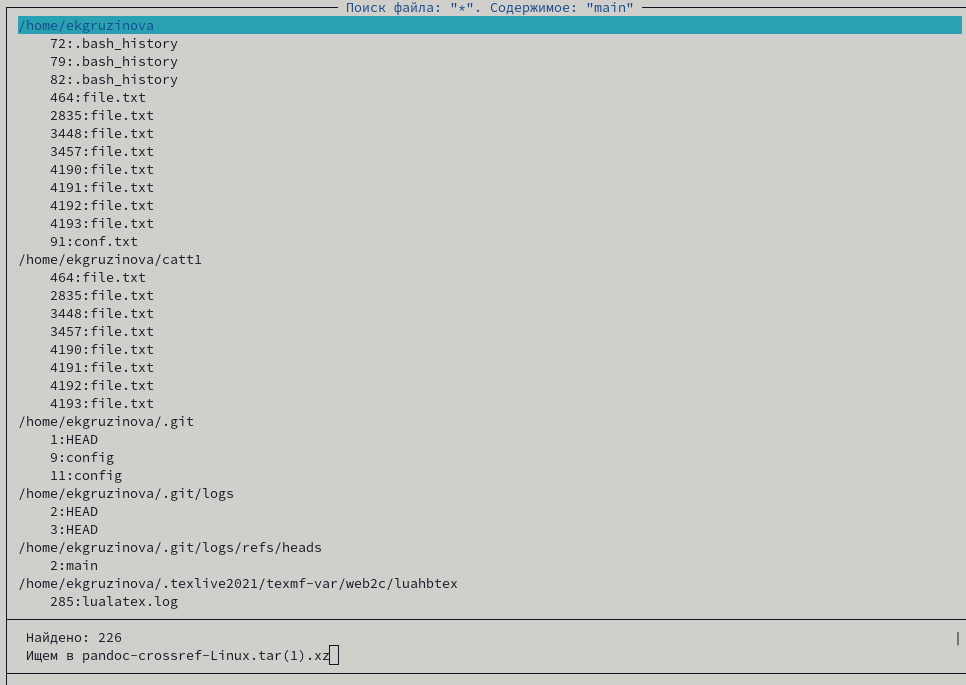 Поиск файла: "*". Содержимое: "main"
/home/ekgruzinova
72:.bash_history
79:.bash_history
82:.bash_history
464:file.txt
2835:file.txt
3448:file.txt
3457:file.txt
4190:file.txt
4191:file.txt
4192:file.txt
4193:file.txt
91:conf.txt
/home/ekgruzinova/catt1
464:file.txt
2835:file.txt
3448:file.txt
3457:file.txt
4190:file.txt
4191:file.txt
4192:file.txt
4193:file.txt
/home/ekgruzinova/.git
1:HEAD
9:config
11:config
/home/ekgruzinova/.git/logs
2:HEAD
3:HEAD
/home/ekgruzinova/.git/logs/refs/heads
2:main
/home/ekgruzinova/.texlive2021/texmf-var/web2c/luahbtex
285:lualatex.log
Найдено: 226 |
Ищем в pandoc-crossref-Linux.tar(1).xz